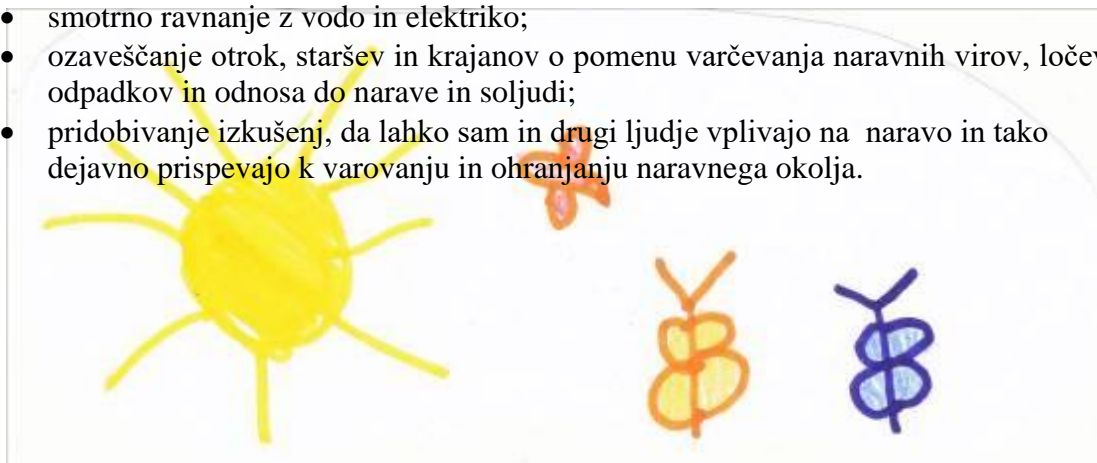 • smotrno ravnanje z vodo in elektriko;
• ozaveščanje otrok, staršev in krajanov o pomenu varčevanja naravnih virov,
odpadkov in odnosa do narave in soljudi;
• pridobivanje izkušenj, da lahko sam in drugi ljudje vplivajo na naravo in tako
dejavno prispevajo k varovanju in ohranjanju naravnega okolja.